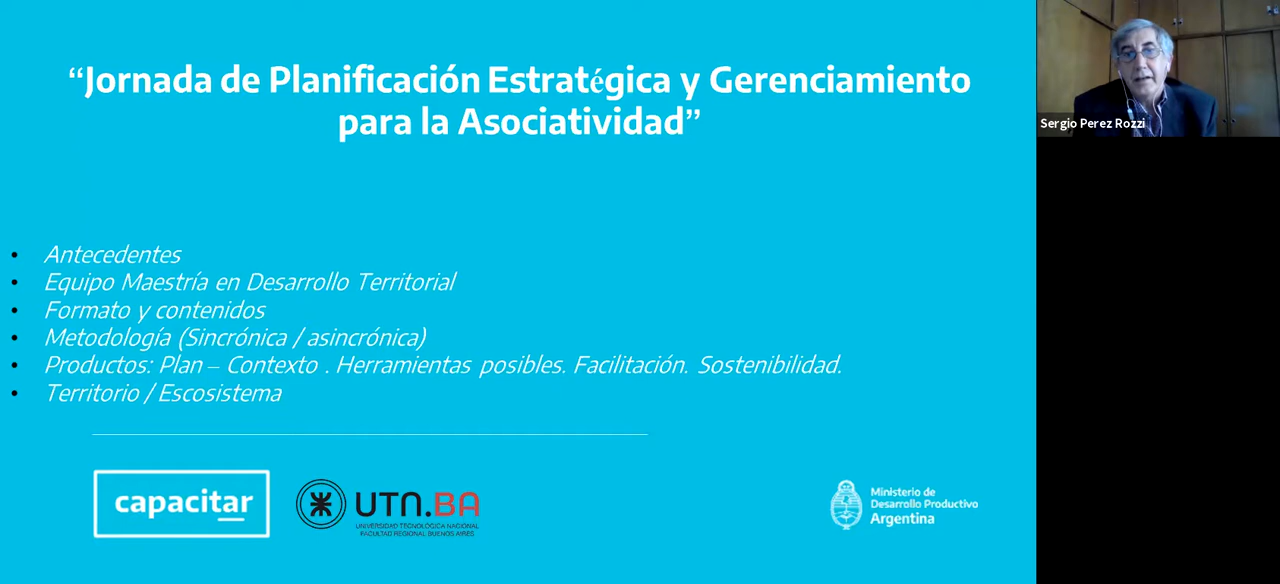 “Jornada de Planificación Estratégica y Gerenciamiento
para la Asociatividad”
Sergio Perez Rozzi
• Antecedentes
• Equipo Maestría en Desarrollo Territorial
• Formato y contenidos
• Metodología (Sincrónica / asincrónica)
• Productos: Plan – Contexto . Herramientas posibles. Facilitación. Sostenibilidad.
• Territorio / Escosistema
capacitar
UTN.BA
UNIVERSIDAD TECNOLÓGICA NACIONAL
FACULTAD REGIONAL BUENOS AIRES
Ministerio de
Desarrollo Productivo
Argentina